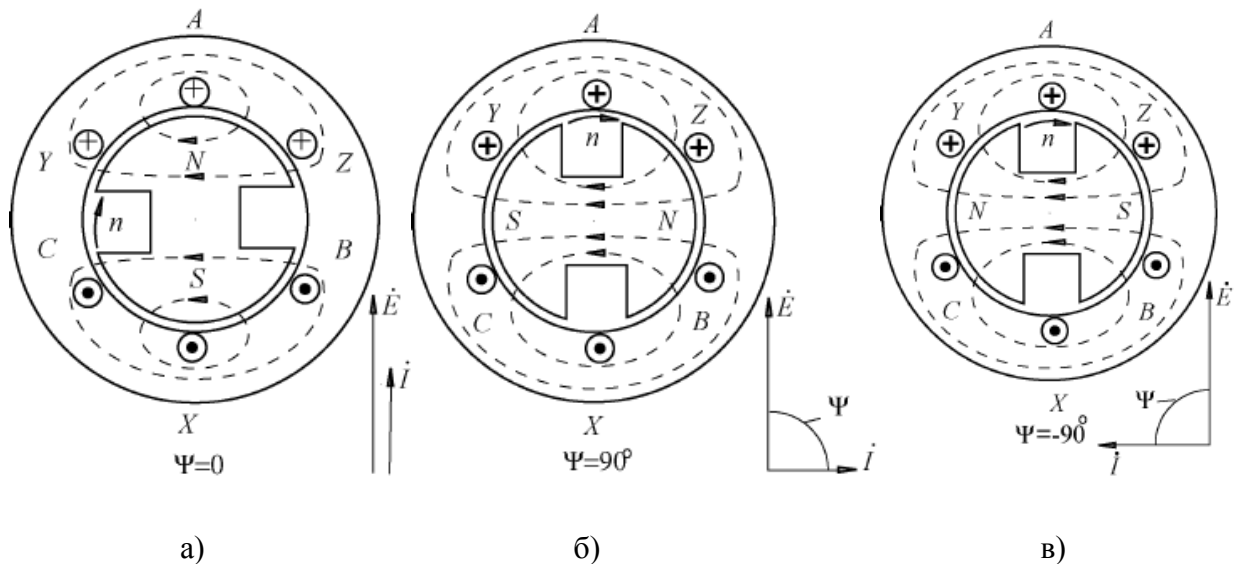 A
Y
N
Z
n
C
B
S
X
Ψ=0
Ė
İ
а)
A
Y
Z
n
S
N
C
B
X
Ψ=90°
Ė
Ψ
İ
б)
A
Y
Z
n
N
S
C
B
X
Ψ=-90°
Ė
Ψ
İ
в)